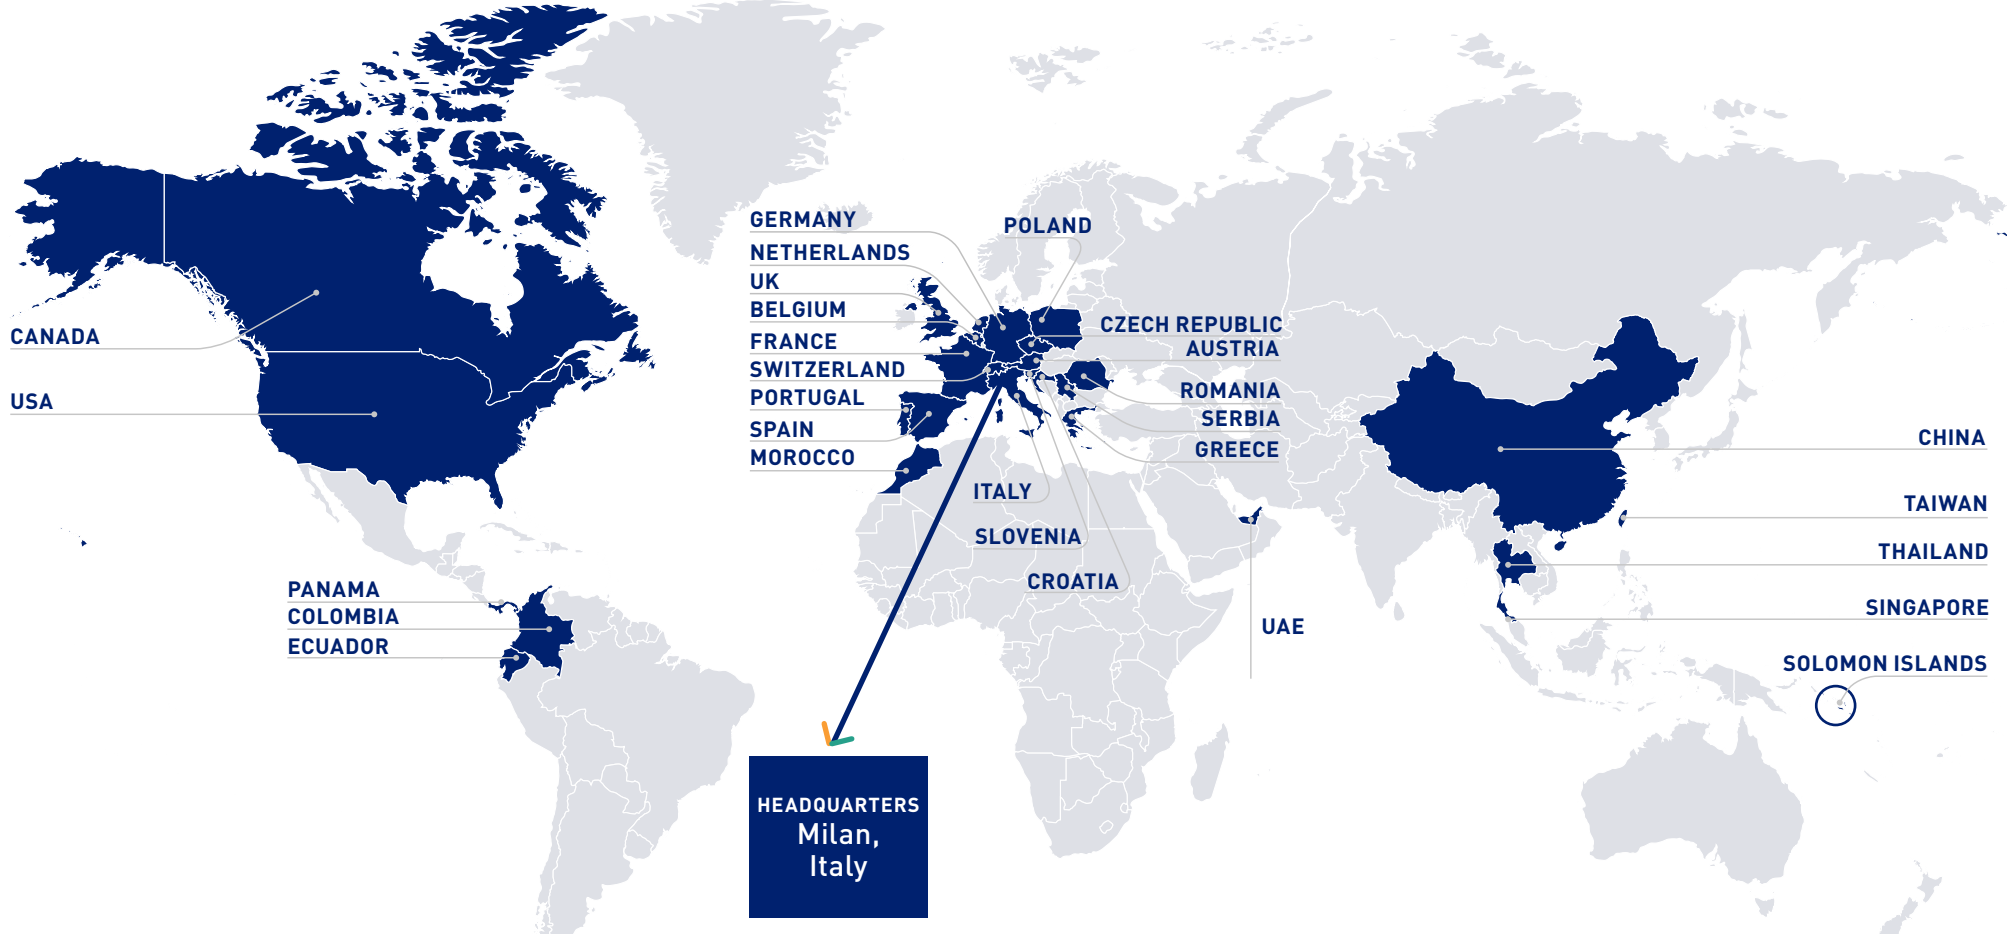 CANADA
USA
PANAMA
COLOMBIA
ECUADOR
GERMANY
NETHERLANDS
UK
BELGIUM
FRANCE
SWITZERLAND
PORTUGAL
SPAIN
MOROCCO
POLAND
CZECH REPUBLIC
AUSTRIA
ROMANIA
SERBIA
GREECE
ITALY
SLOVENIA
CROATIA
UAE
CHINA
TAIWAN
THAILAND
SINGAPORE
SOLOMON ISLANDS
HEADQUARTERS
Milan,
Italy